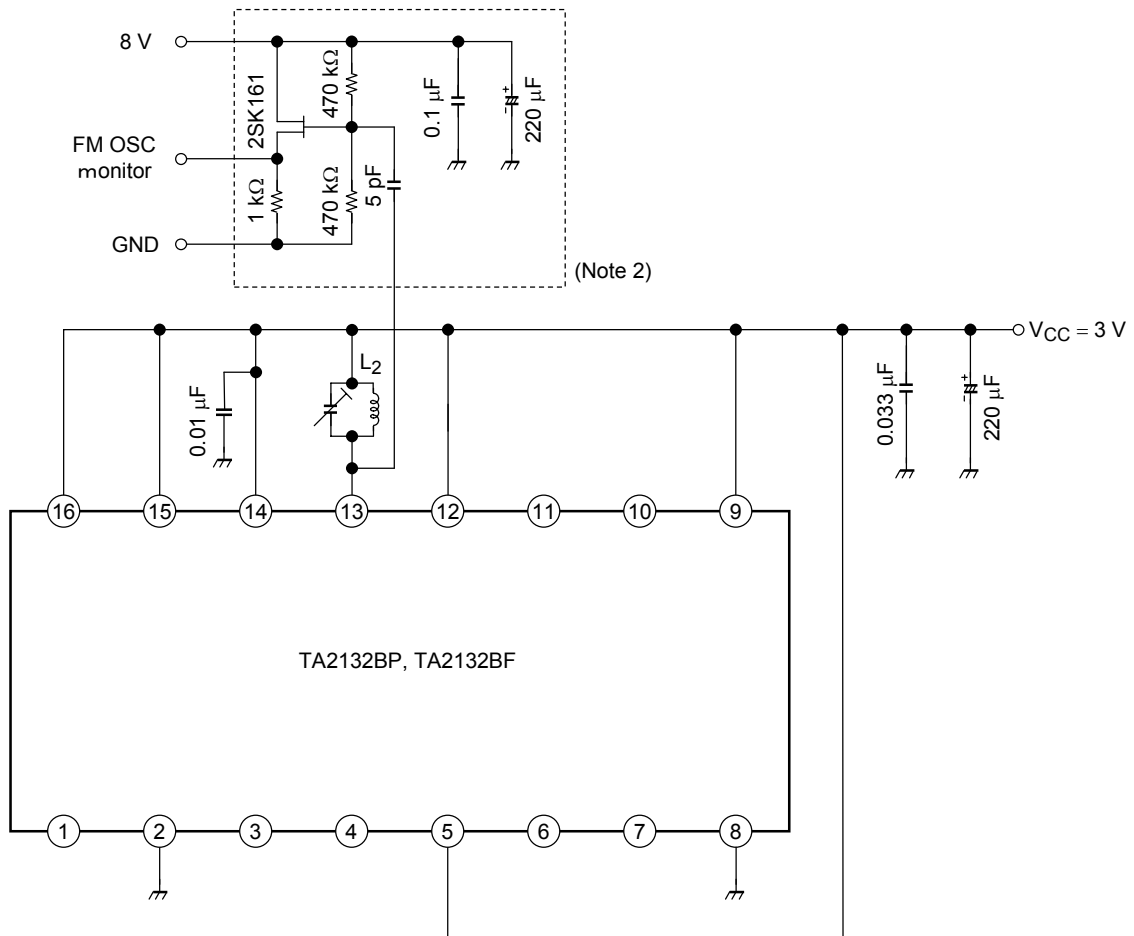 8 V
2SK161
470 kΩ
0.1 μF
220 μF
FM OSC
monitor
1 kΩ
470 kΩ
5 pF
GND
(Note 2)
VCC = 3 V
L2
0.01 μF
0.033 μF
220 μF
16
15
14
13
12
11
10
9
TA2132BP, TA2132BF
1
2
3
4
5
6
7
8